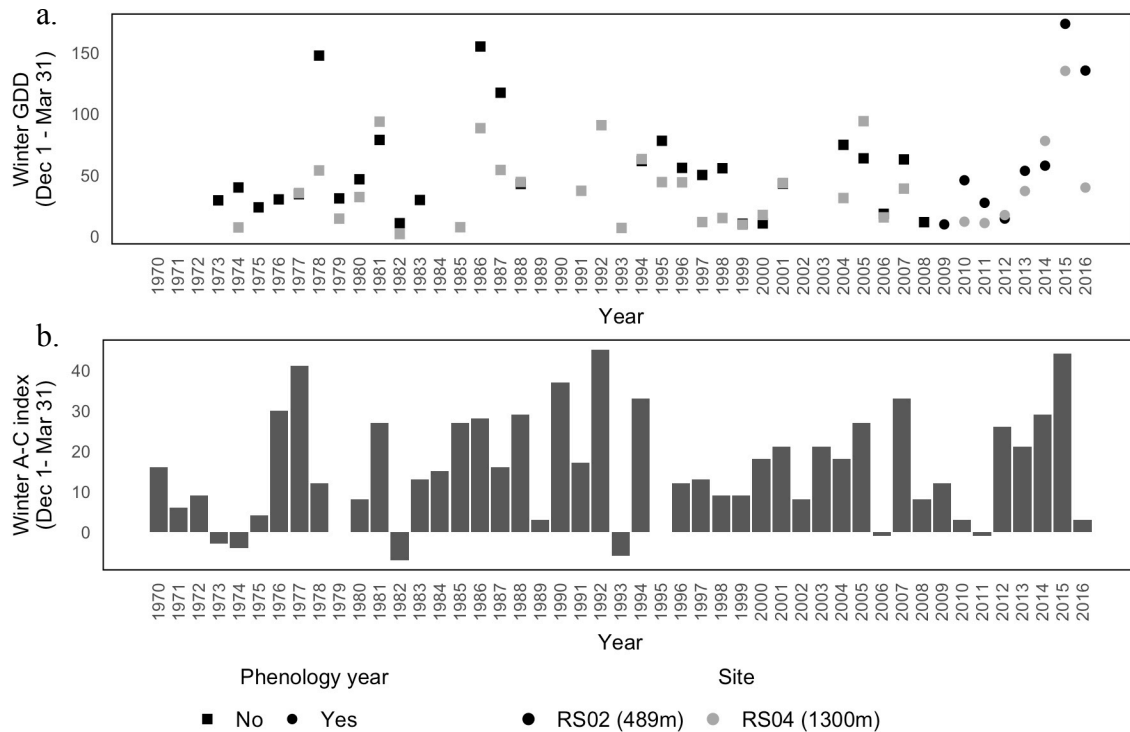 a.
Winter GDD
(Dec 1 - Mar 31)
150
100
50
0
1970 1971 1972 1973 1974 1975 1976 1977 1978 1979 1980 1981 1982 1983 1984 1985 1986 1987 1988 1989 1990 1991 1992 1993 1994 1995 1996 1997 1998 1999 2000 2001 2002 2003 2004 2005 2006 2007 2008 2009 2010 2011 2012 2013 2014 2015 2016
Year
b.
Winter A-C index
(Dec 1- Mar 31)
40
30
20
10
0
1970 1971 1972 1973 1974 1975 1976 1977 1978 1979 1980 1981 1982 1983 1984 1985 1986 1987 1988 1989 1990 1991 1992 1993 1994 1995 1996 1997 1998 1999 2000 2001 2002 2003 2004 2005 2006 2007 2008 2009 2010 2011 2012 2013 2014 2015 2016
Year
Phenology year Site
No Yes RS02 (489m) RS04 (1300m)